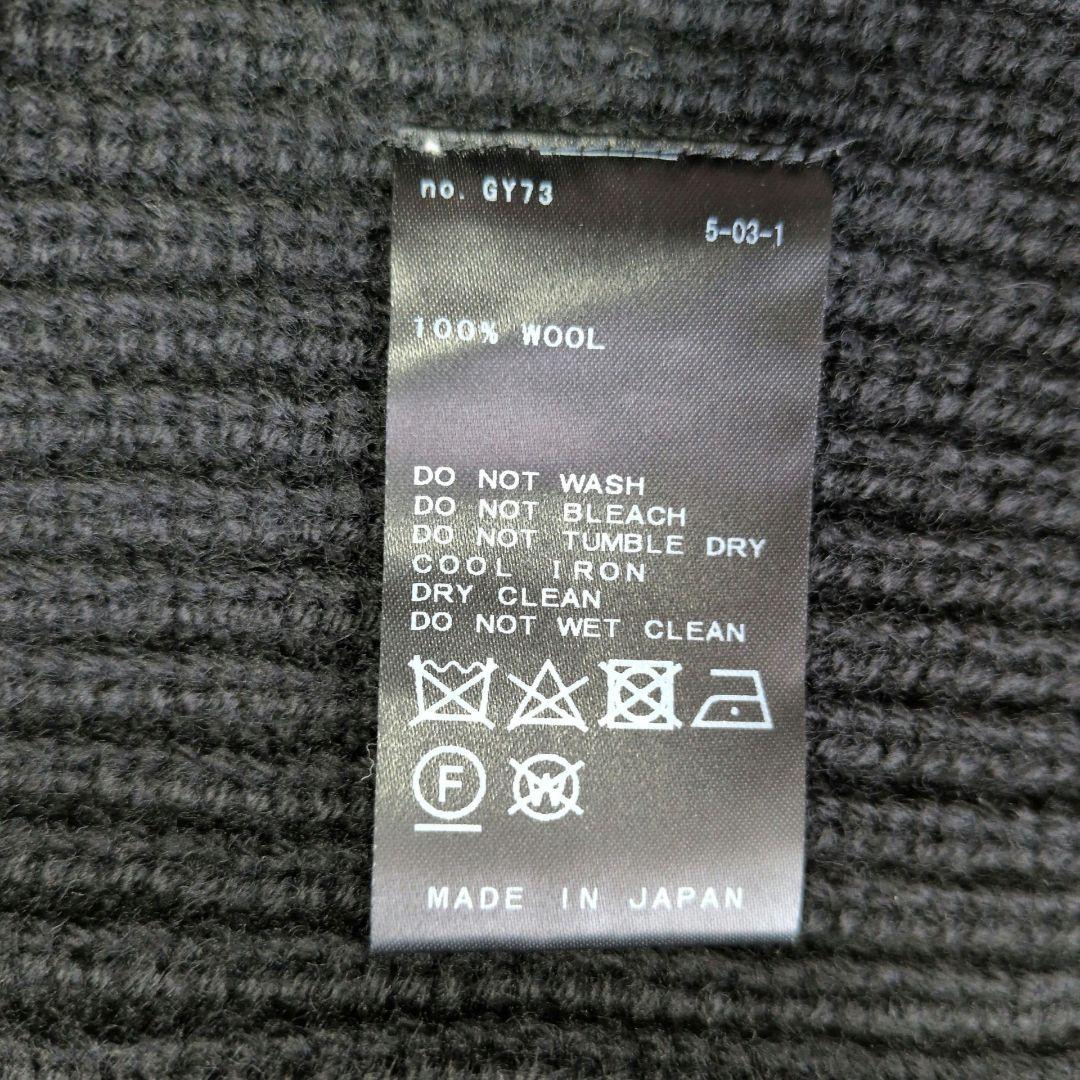 no. GY73
5-03-1
100% WOOL
DO NOT WASH
DO NOT BLEACH
DO NOT TUMBLE DRY
COOL IRON
DRY CLEAN
DO NOT WET CLEAN
F
W
MADE IN JAPAN